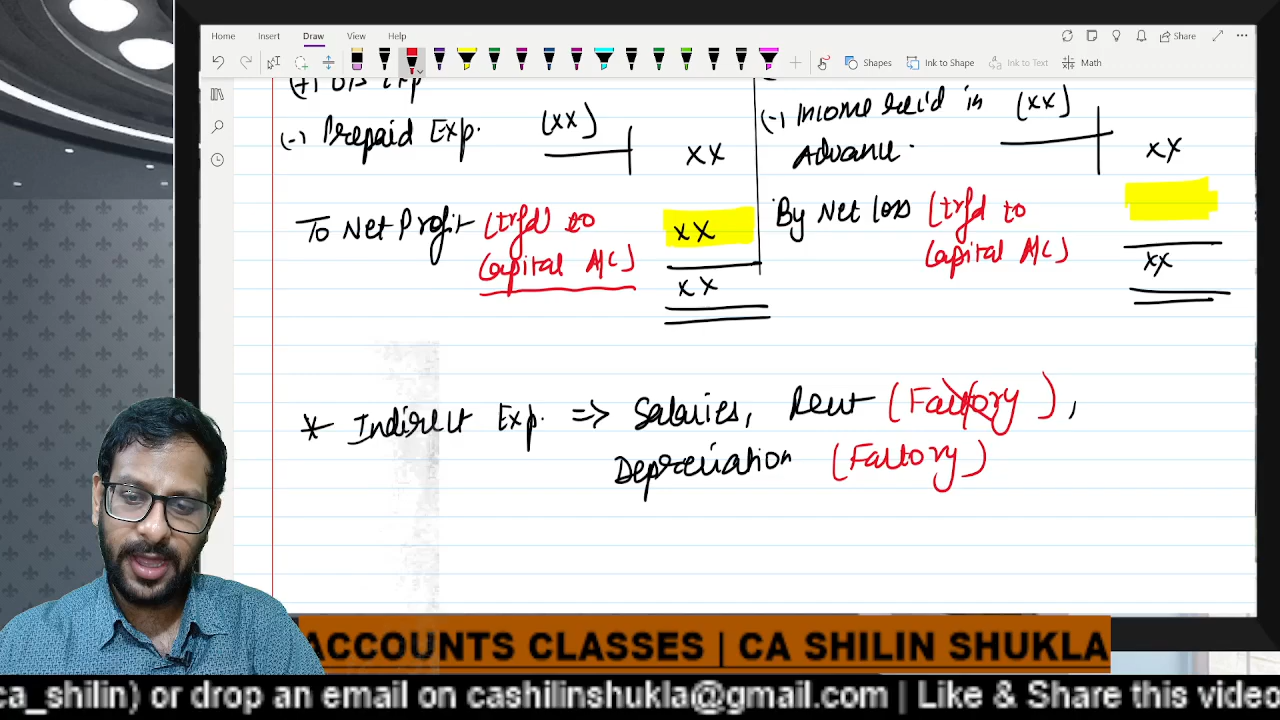 Home Insert Draw View Help Share
Shapes Ink to Shape Ink to Text Math
(+) O/s Exp
(-) Prepaid Exp. (xx) xx
(-) Income rec'd in (xx)
Advance. xx
To Net Profit (trfd to xx
Capital A/C)
xx
By Net Loss (trfd to
Capital A/C) xx
* Indirect Exp. => Salaries, Rent (Factory),
Depreciation (Factory)
ACCOUNTS CLASSES | CA SHILIN SHUKLA
ca_shilin) or drop an email on cashilinshukla@gmail.com | Like & Share this video